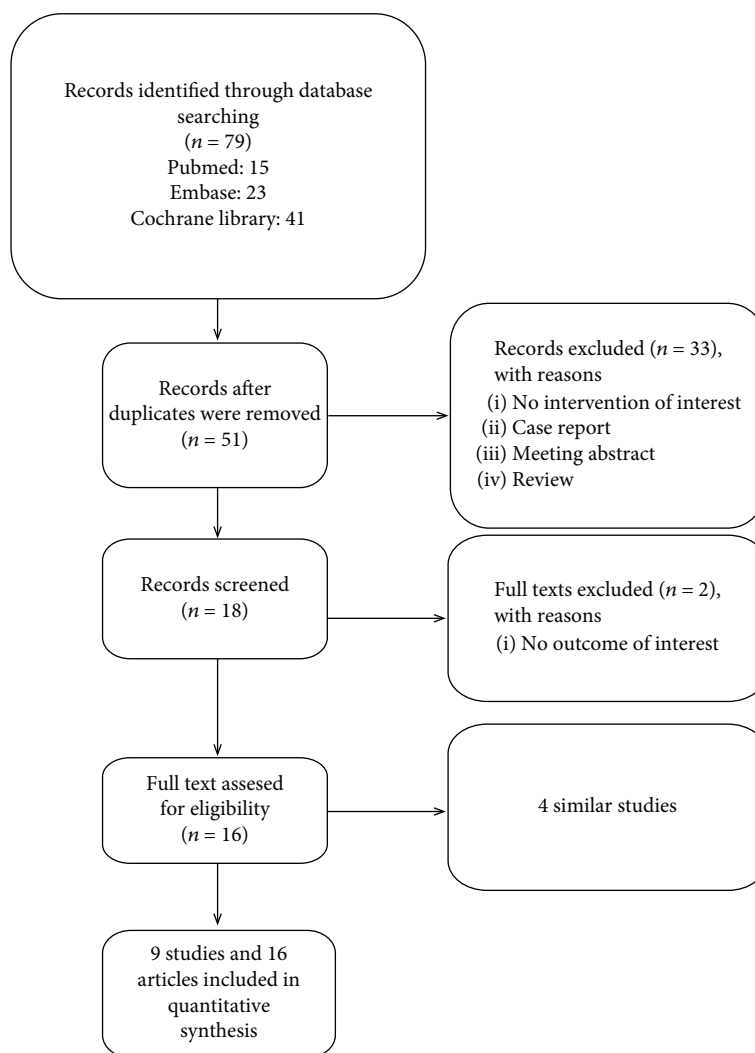 Records identified through database
searching
(n = 79)
Pubmed: 15
Embase: 23
Cochrane library: 41
Records after
duplicates were removed
(n = 51)
Records excluded (n = 33),
with reasons
(i) No intervention of interest
(ii) Case report
(iii) Meeting abstract
(iv) Review
Records screened
(n = 18)
Full texts excluded (n = 2),
with reasons
(i) No outcome of interest
Full text assesed
for eligibility
(n = 16)
4 similar studies
9 studies and 16
articles included in
quantitative
synthesis